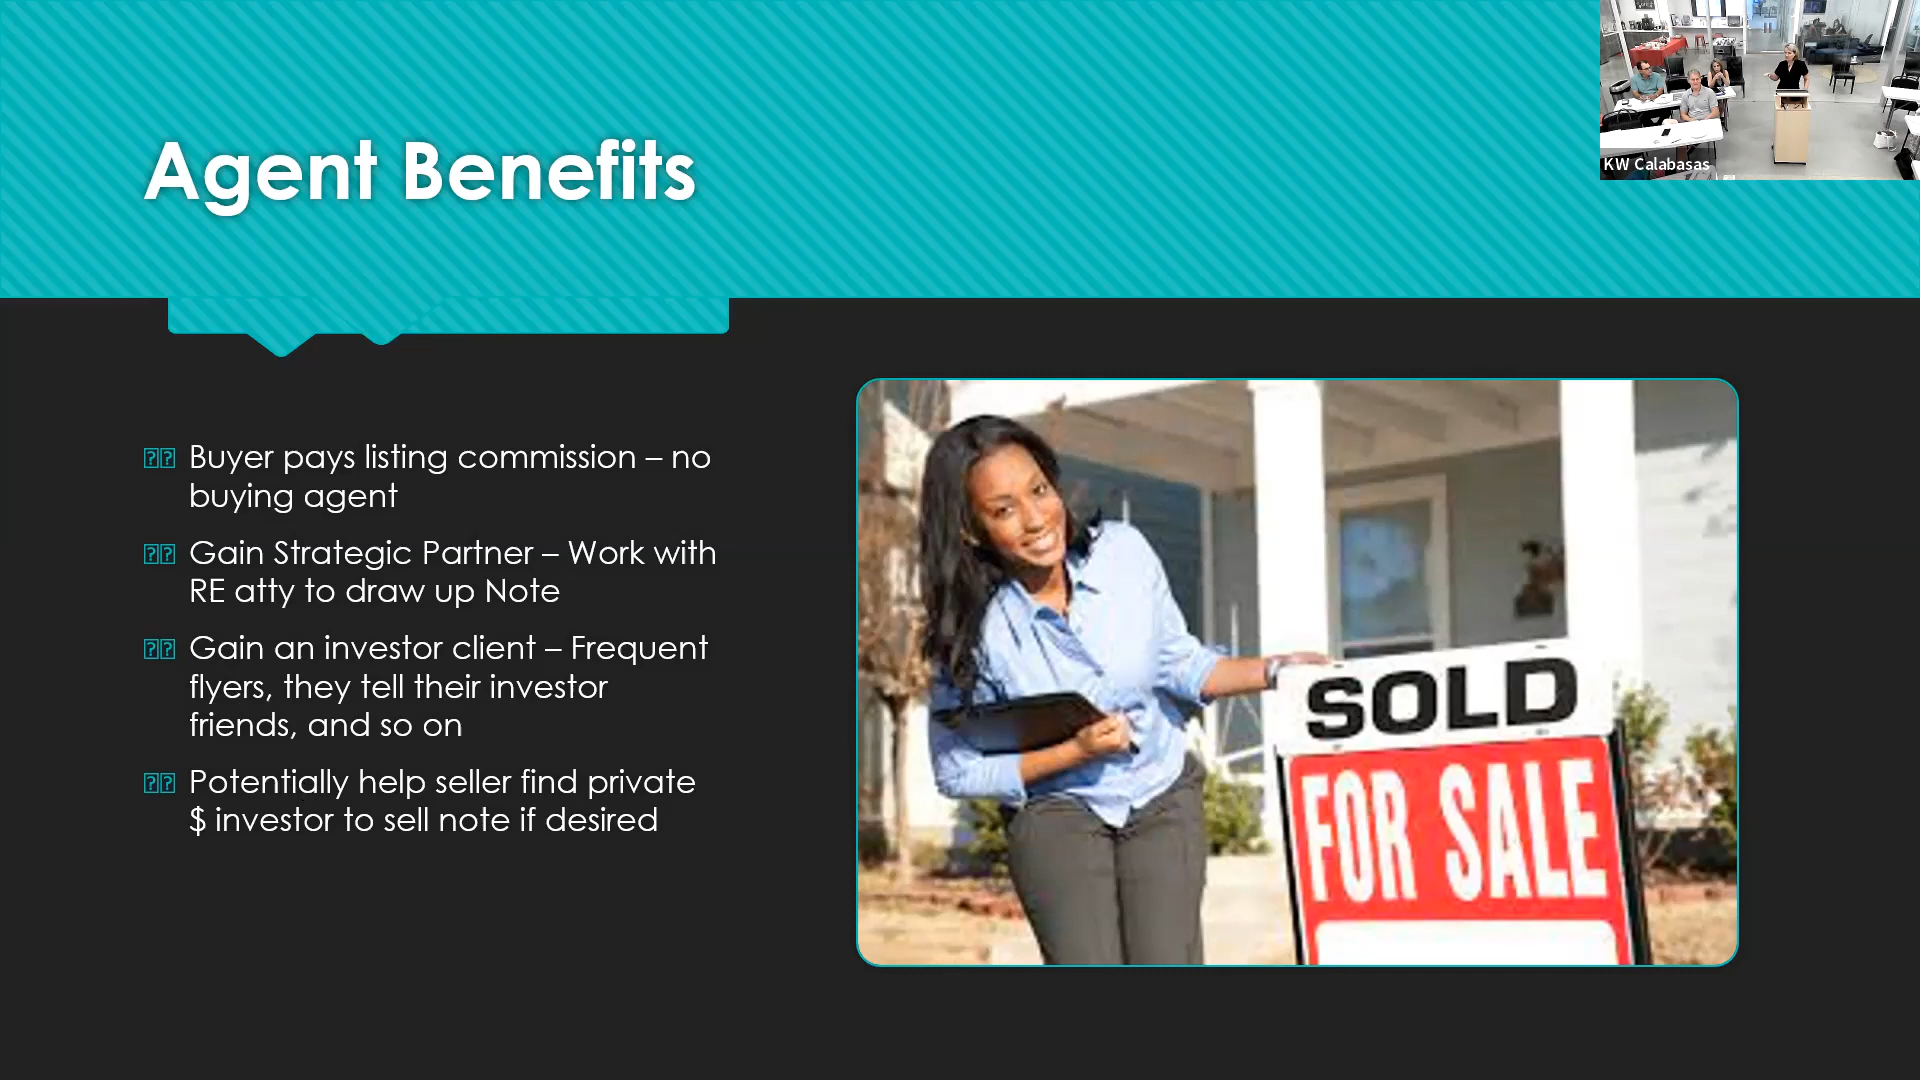 KW Calabasas
Agent Benefits
Buyer pays listing commission – no
buying agent
Gain Strategic Partner – Work with
RE atty to draw up Note
Gain an investor client – Frequent
flyers, they tell their investor
friends, and so on
Potentially help seller find private
$ investor to sell note if desired
SOLD
FOR SALE